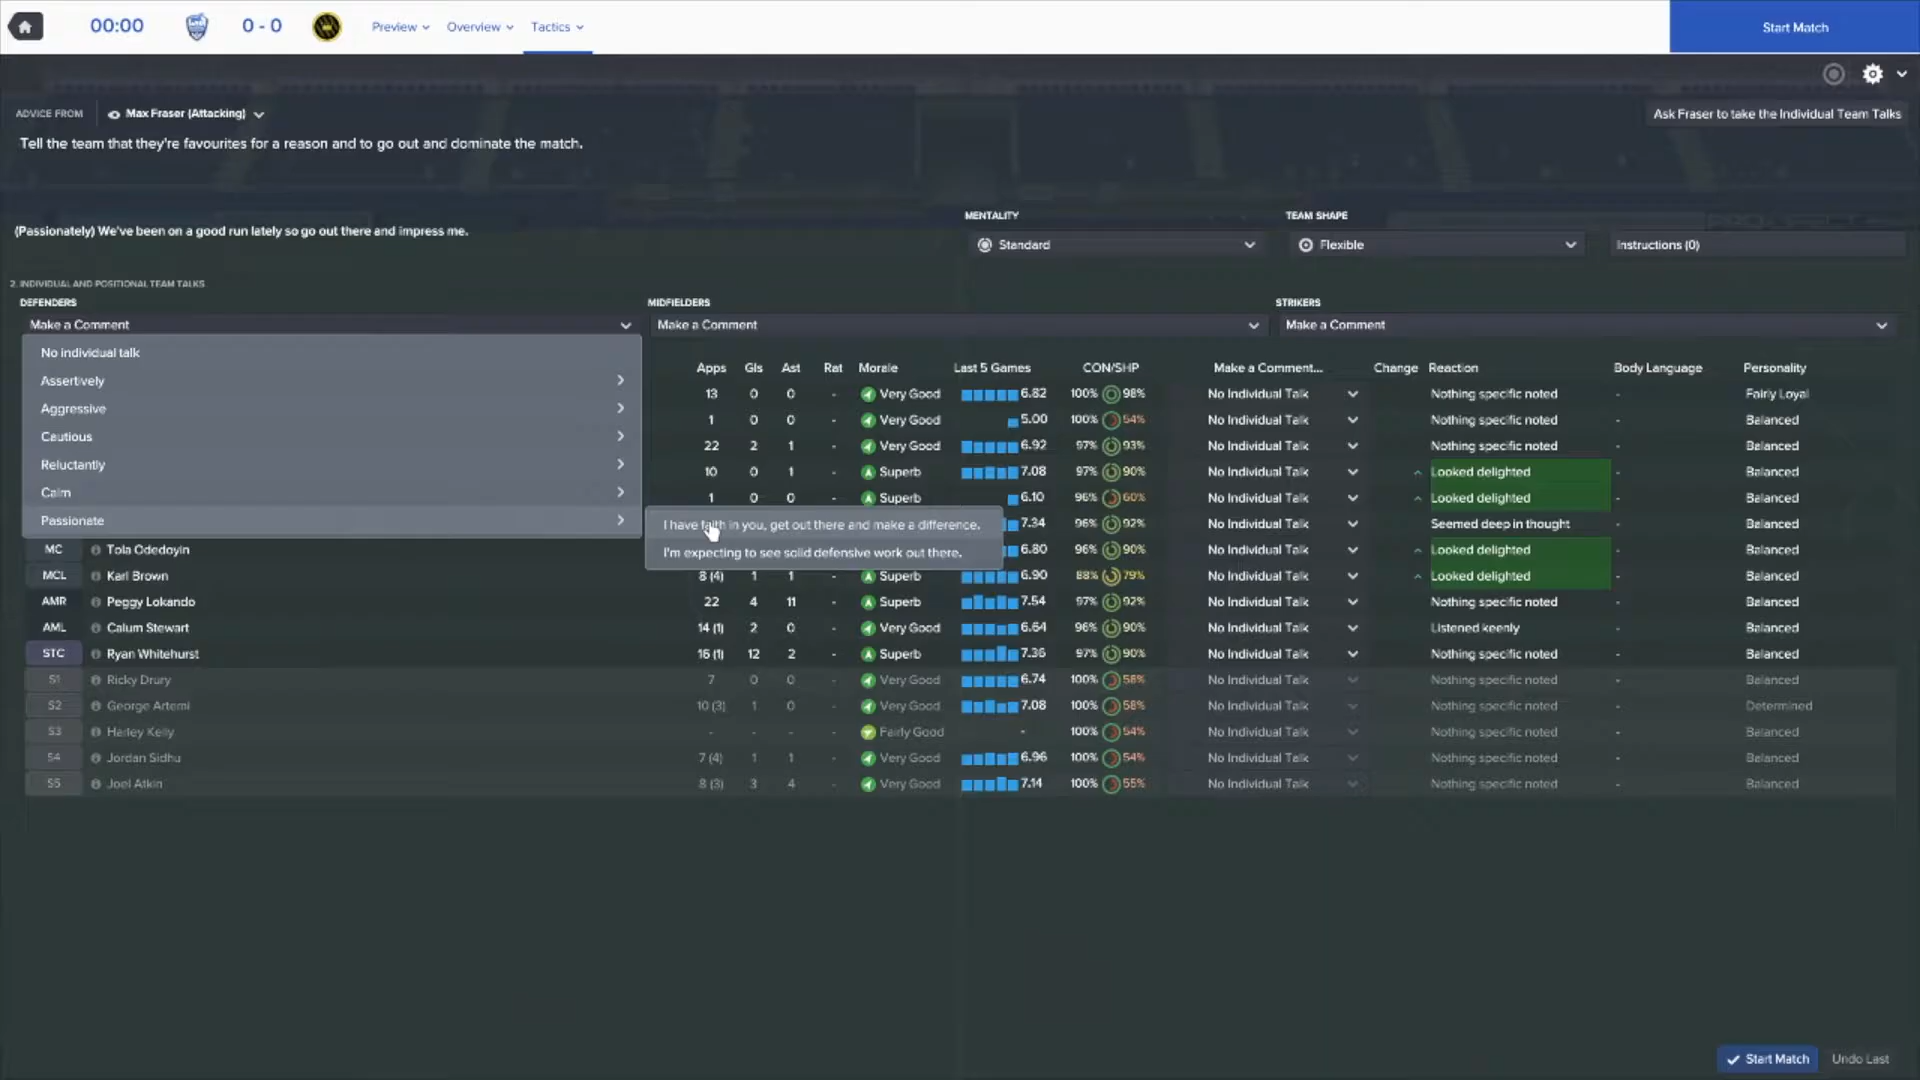 00:00 0 - 0 Preview Overview Tactics Start Match
ADVICE FROM Max Fraser (Attacking) Ask Fraser to take the Individual Team Talks
Tell the team that they're favourites for a reason and to go out and dominate the match.
MENTALITY TEAM SHAPE
(Passionately) We've been on a good run lately so go out there and impress me.
Standard Flexible Instructions (0)
2. INDIVIDUAL AND POSITIONAL TEAM TALKS
DEFENDERS MIDFIELDERS STRIKERS
Make a Comment Make a Comment Make a Comment
No individual talk
Assertively
Aggressive
Cautious
Reluctantly
Calm
Passionate
I have faith in you, get out there and make a difference.
I'm expecting to see solid defensive work out there.
Apps Gls Ast Rat Morale Last 5 Games CON/SHP Make a Comment... Change Reaction Body Language Personality
13 0 0 - Very Good 6.82 100% 98% No Individual Talk Nothing specific noted - Fairly Loyal
1 0 0 - Very Good 5.00 100% 54% No Individual Talk Nothing specific noted - Balanced
22 2 1 - Very Good 6.92 97% 93% No Individual Talk Nothing specific noted - Balanced
10 0 1 - Superb 7.08 97% 90% No Individual Talk Looked delighted - Balanced
1 0 0 - Superb 6.10 96% 60% No Individual Talk Looked delighted - Balanced
7.34 96% 92% No Individual Talk Seemed deep in thought - Balanced
MC Tola Odedoyin 6.80 96% 90% No Individual Talk Looked delighted - Balanced
MCL Karl Brown 8 (4) 1 1 - Superb 6.90 88% 79% No Individual Talk Looked delighted - Balanced
AMR Peggy Lokando 22 4 11 - Superb 7.54 97% 92% No Individual Talk Nothing specific noted - Balanced
AML Calum Stewart 14 (1) 2 0 - Very Good 6.64 96% 90% No Individual Talk Listened keenly - Balanced
STC Ryan Whitehurst 16 (1) 12 2 - Superb 7.36 97% 90% No Individual Talk Nothing specific noted - Balanced
S1 Ricky Drury 7 0 0 - Very Good 6.74 100% 58% No Individual Talk Nothing specific noted - Balanced
S2 George Artemi 10 (3) 1 0 - Very Good 7.08 100% 58% No Individual Talk Nothing specific noted - Determined
S3 Harley Kelly - - - - Fairly Good - 100% 54% No Individual Talk Nothing specific noted - Balanced
S4 Jordan Sidhu 7 (4) 1 1 - Very Good 6.96 100% 54% No Individual Talk Nothing specific noted - Balanced
S5 Joel Atkin 8 (3) 3 4 - Very Good 7.14 100% 55% No Individual Talk Nothing specific noted - Balanced
Start Match Undo Last